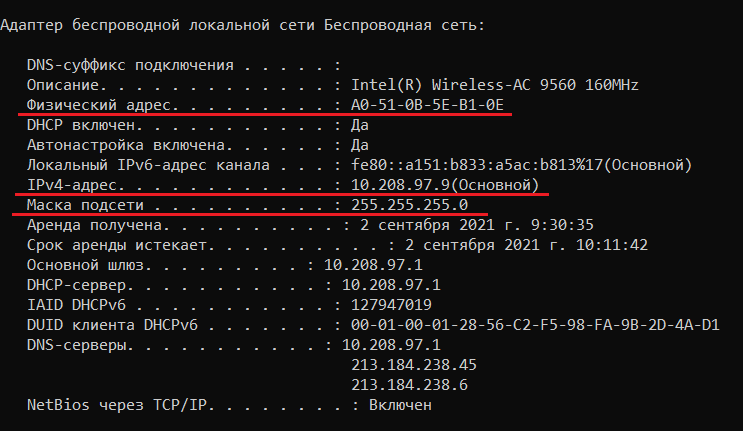 Адаптер беспроводной локальной сети Беспроводная сеть:
DNS-суффикс подключения . . . . . :
Описание. . . . . . . . . . . . . : Intel(R) Wireless-AC 9560 160MHz
Физический адрес. . . . . . . . . : A0-51-0B-5E-B1-0E
DHCP включен. . . . . . . . . . . : Да
Автонастройка включена. . . . . . : Да
Локальный IPv6-адрес канала . . . : fe80::a151:b833:a5ac:b813%17(Основной)
IPv4-адрес. . . . . . . . . . . . : 10.208.97.9(Основной)
Маска подсети . . . . . . . . . . : 255.255.255.0
Аренда получена. . . . . . . . . . : 2 сентября 2021 г. 9:30:35
Срок аренды истекает. . . . . . . . . . : 2 сентября 2021 г. 10:11:42
Основной шлюз. . . . . . . . . : 10.208.97.1
DHCP-сервер. . . . . . . . . . . : 10.208.97.1
IAID DHCPv6 . . . . . . . . . . . : 127947019
DUID клиента DHCPv6 . . . . . . . : 00-01-00-01-28-56-C2-F5-98-FA-9B-2D-4A-D1
DNS-серверы. . . . . . . . . . . : 10.208.97.1
213.184.238.45
213.184.238.6
NetBios через TCP/IP. . . . . . . . : Включен